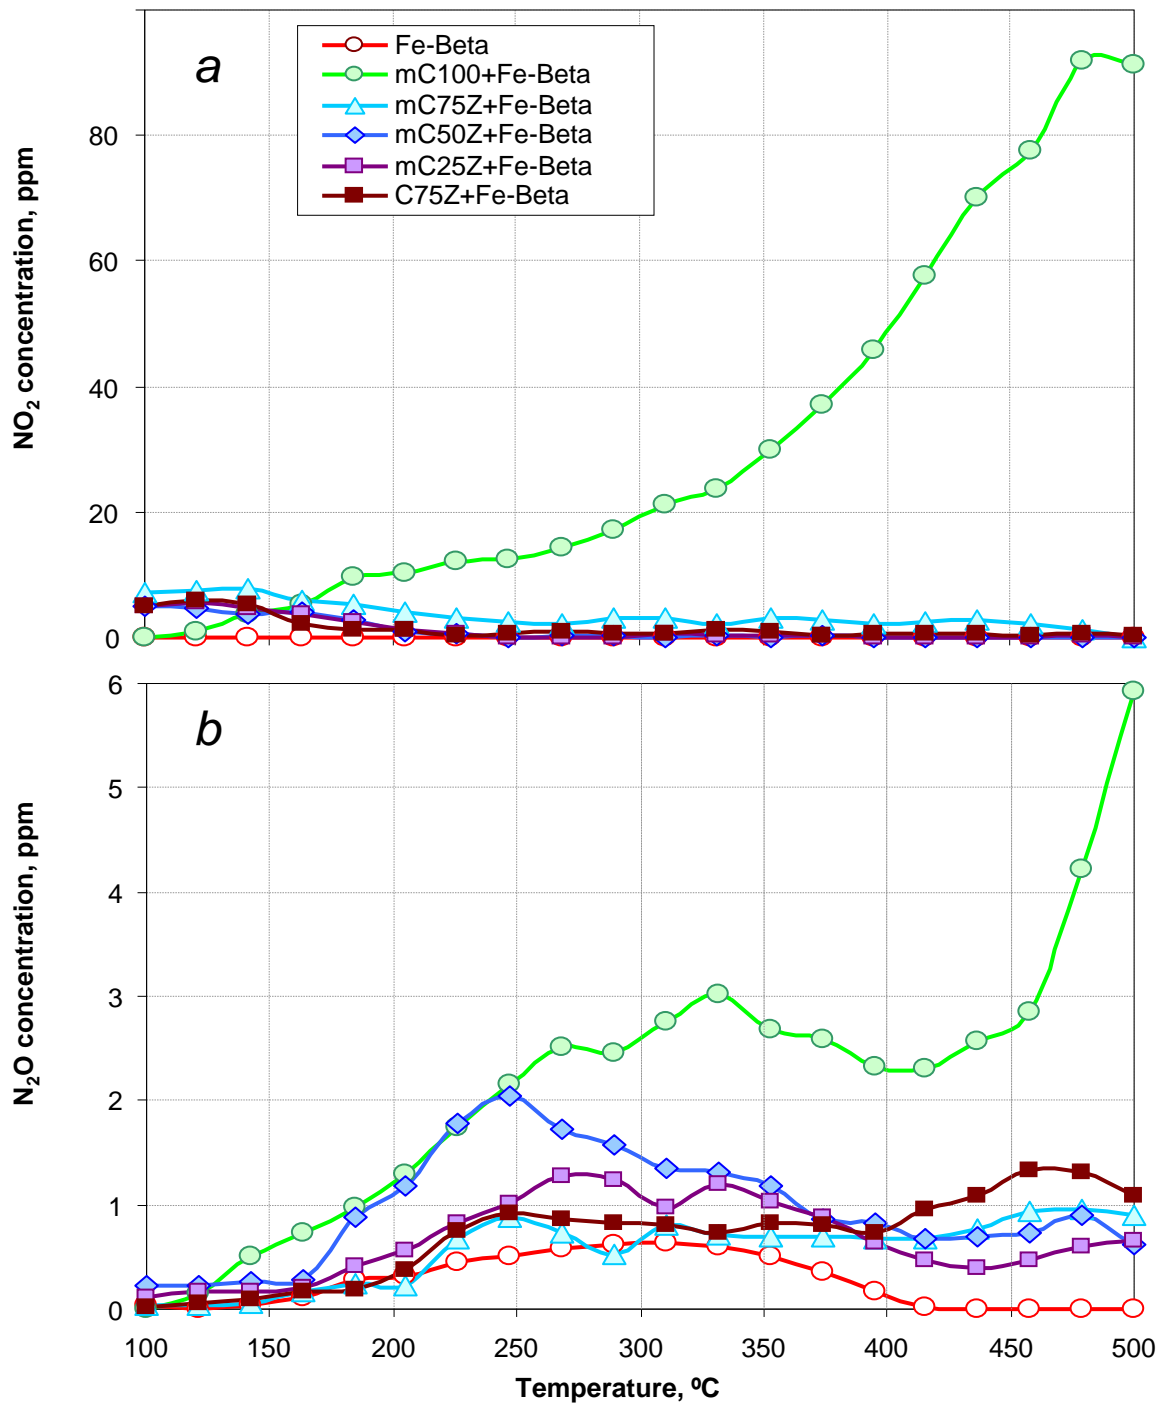 a
Fe-Beta
mC100+Fe-Beta
mC75Z+Fe-Beta
mC50Z+Fe-Beta
mC25Z+Fe-Beta
C75Z+Fe-Beta
NO₂ concentration, ppm
80
60
40
20
0
b
N₂O concentration, ppm
6
5
4
3
2
1
0
100 150 200 250 300 350 400 450 500
Temperature, ºC